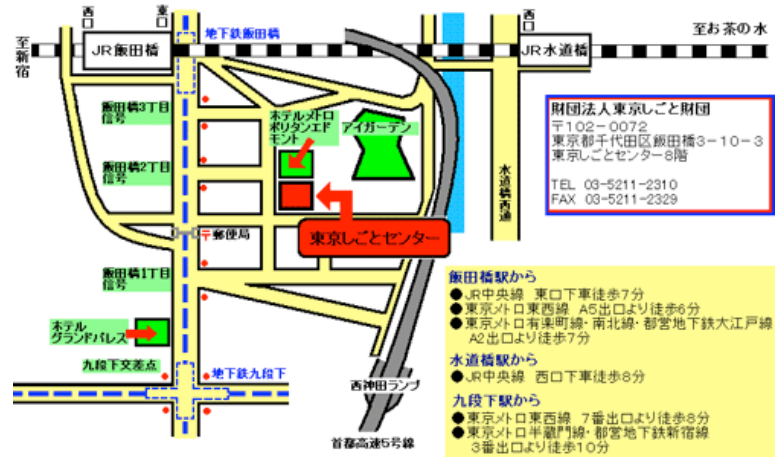 西口
東口
地下鉄飯田橋
西口
至新宿
JR飯田橋
JR水道橋
至お茶の水
飯田橋3丁目
信号
ホテルメトロ
ポリタンエド
モント
アイガーデン
飯田橋2丁目
信号
水道橋西通
〒郵便局
東京しごとセンター
飯田橋1丁目
信号
ホテル
グランドパレス
九段下交差点
地下鉄九段下
西神田ランプ
首都高速5号線
財団法人東京しごと財団
〒102-0072
東京都千代田区飯田橋3-10-3
東京しごとセンター8階
TEL 03-5211-2310
FAX 03-5211-2329
飯田橋駅から
●JR中央線 東口下車徒歩7分
●東京メトロ東西線 A5出口より徒歩6分
●東京メトロ有楽町線・南北線・都営地下鉄大江戸線
A2出口より徒歩7分
水道橋駅から
●JR中央線 西口下車徒歩8分
九段下駅から
●東京メトロ東西線 7番出口より徒歩8分
●東京メトロ半蔵門線・都営地下鉄新宿線
3番出口より徒歩10分